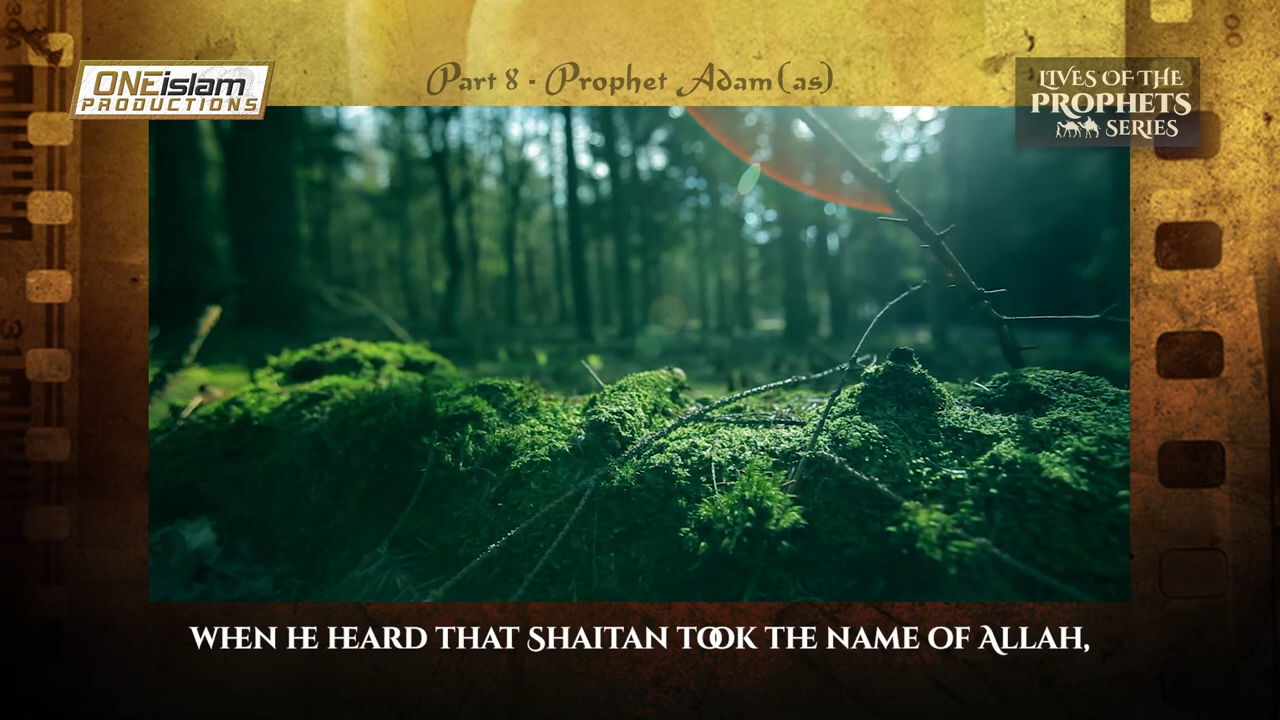 ONEislam
PRODUCTIONS
Part 8 - Prophet Adam (as)
LIVES OF THE
PROPHETS
SERIES
WHEN HE HEARD THAT SHAITAN TOOK THE NAME OF ALLAH,